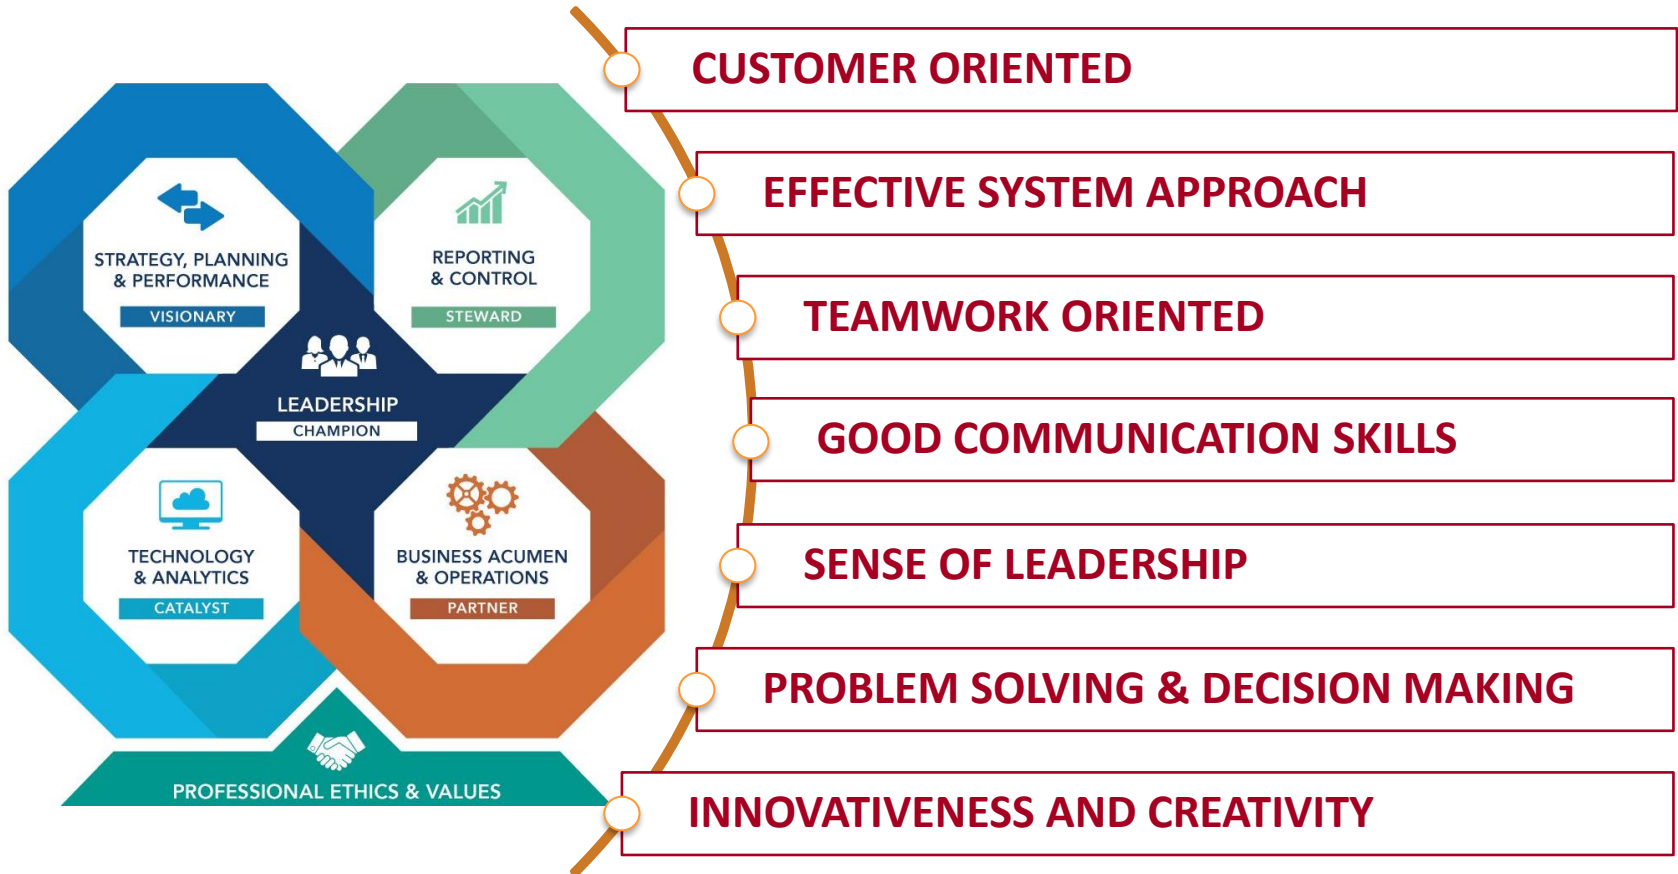 STRATEGY, PLANNING
& PERFORMANCE
VISIONARY
REPORTING
& CONTROL
STEWARD
LEADERSHIP
CHAMPION
TECHNOLOGY
& ANALYTICS
CATALYST
BUSINESS ACUMEN
& OPERATIONS
PARTNER
PROFESSIONAL ETHICS & VALUES
CUSTOMER ORIENTED
EFFECTIVE SYSTEM APPROACH
TEAMWORK ORIENTED
GOOD COMMUNICATION SKILLS
SENSE OF LEADERSHIP
PROBLEM SOLVING & DECISION MAKING
INNOVATIVENESS AND CREATIVITY